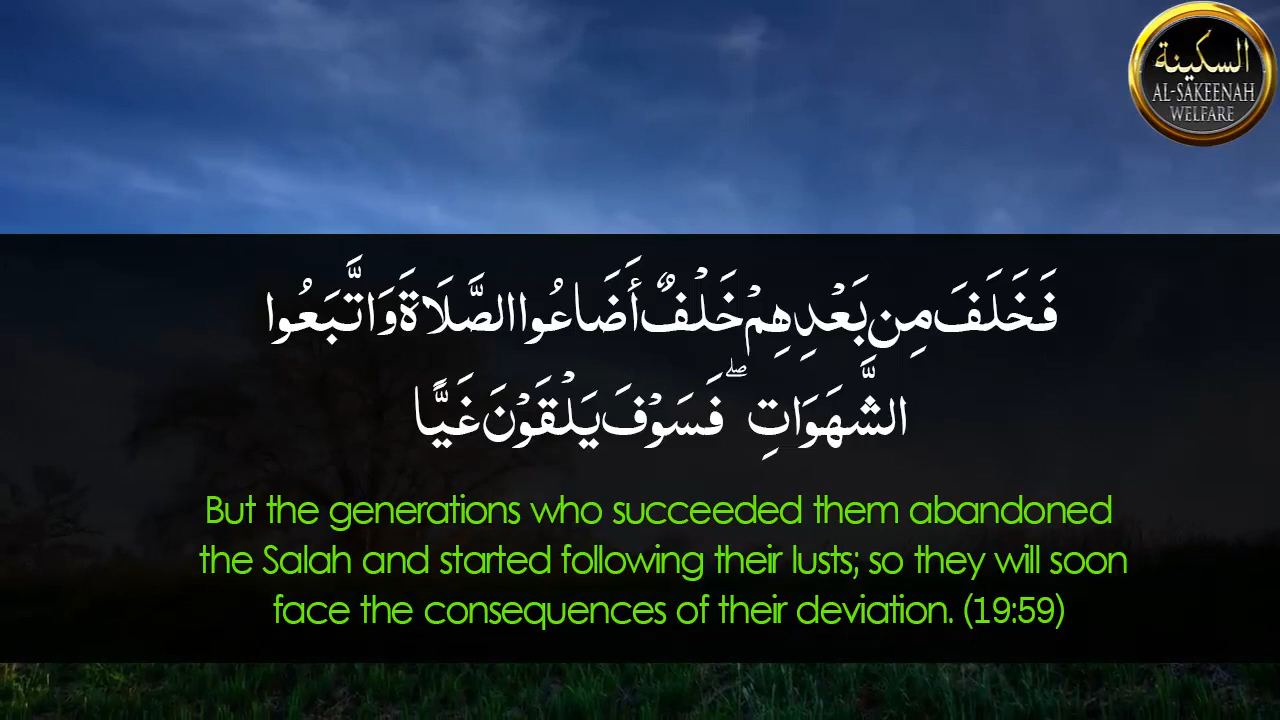 السكينة
AL-SAKEENAH
WELFARE
فَخَلَفَ مِن بَعْدِهِمْ خَلْفٌ أَضَاعُوا الصَّلَاةَ وَاتَّبَعُوا
الشَّهَوَاتِ ۖ فَسَوْفَ يَلْقَوْنَ غَيًّا
But the generations who succeeded them abandoned
the Salah and started following their lusts; so they will soon
face the consequences of their deviation. (19:59)